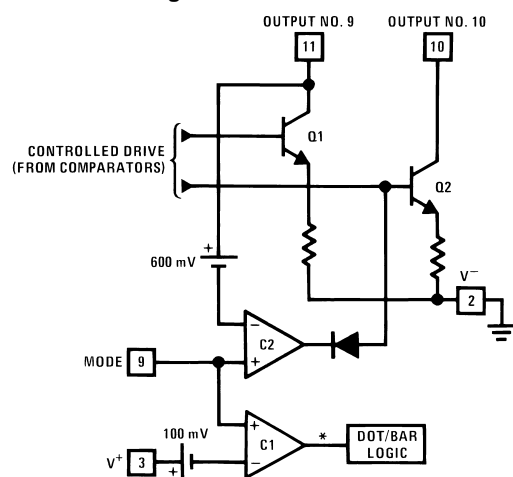 OUTPUT NO. 9
OUTPUT NO. 10
11
10
Q1
CONTROLLED DRIVE
(FROM COMPARATORS)
Q2
+
600 mV
V−
2
−
C2
+
MODE 9
+
C1
−
*
DOT/BAR
LOGIC
100 mV
V+ 3
+